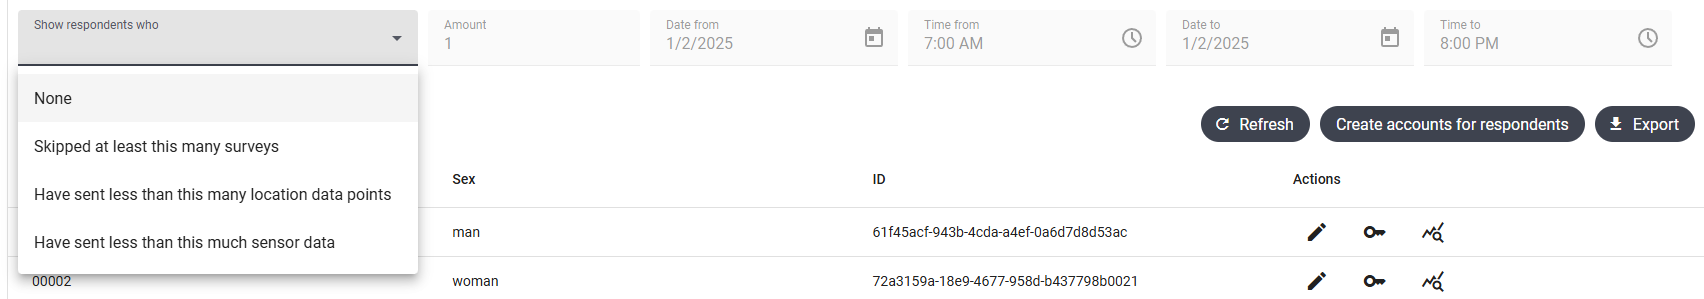 Show respondents who
Amount
1
Date from
1/2/2025
Time from
7:00 AM
Date to
1/2/2025
Time to
8:00 PM
None
Skipped at least this many surveys
Have sent less than this many location data points
Have sent less than this much sensor data
Refresh
Create accounts for respondents
Export
Sex
ID
Actions
man
61f45acf-943b-4cda-a4ef-0a6d7d8d53ac
00002
woman
72a3159a-18e9-4677-958d-b437798b0021